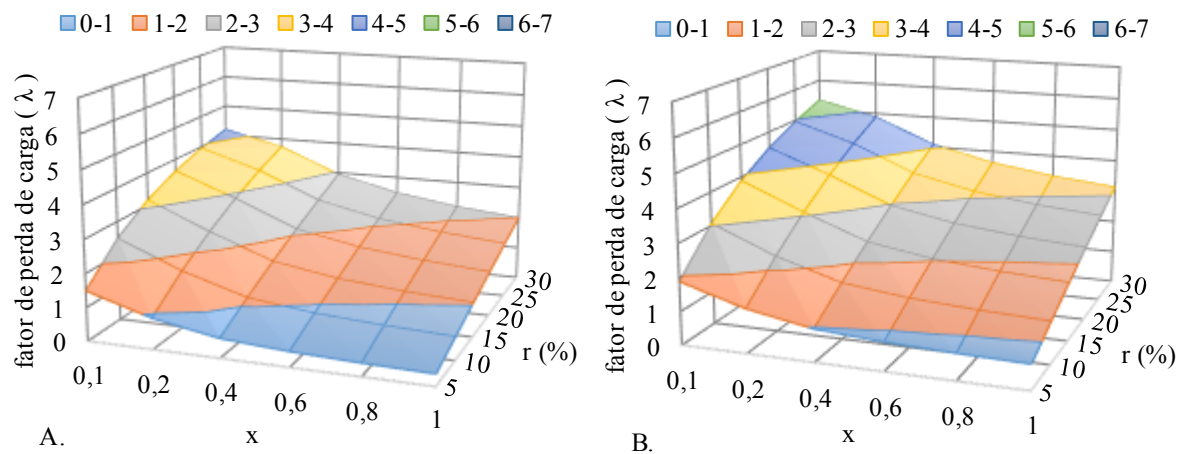 0-1 1-2 2-3 3-4 4-5 5-6 6-7
fator de perda de carga ( λ )
7
6
5
4
3
2
1
0
0,1 0,2 0,4 0,6 0,8 1
x
5 10 15 20 25 30
r (%)
A.
0-1 1-2 2-3 3-4 4-5 5-6 6-7
fator de perda de carga ( λ )
7
6
5
4
3
2
1
0
0,1 0,2 0,4 0,6 0,8 1
x
5 10 15 20 25 30
r (%)
B.